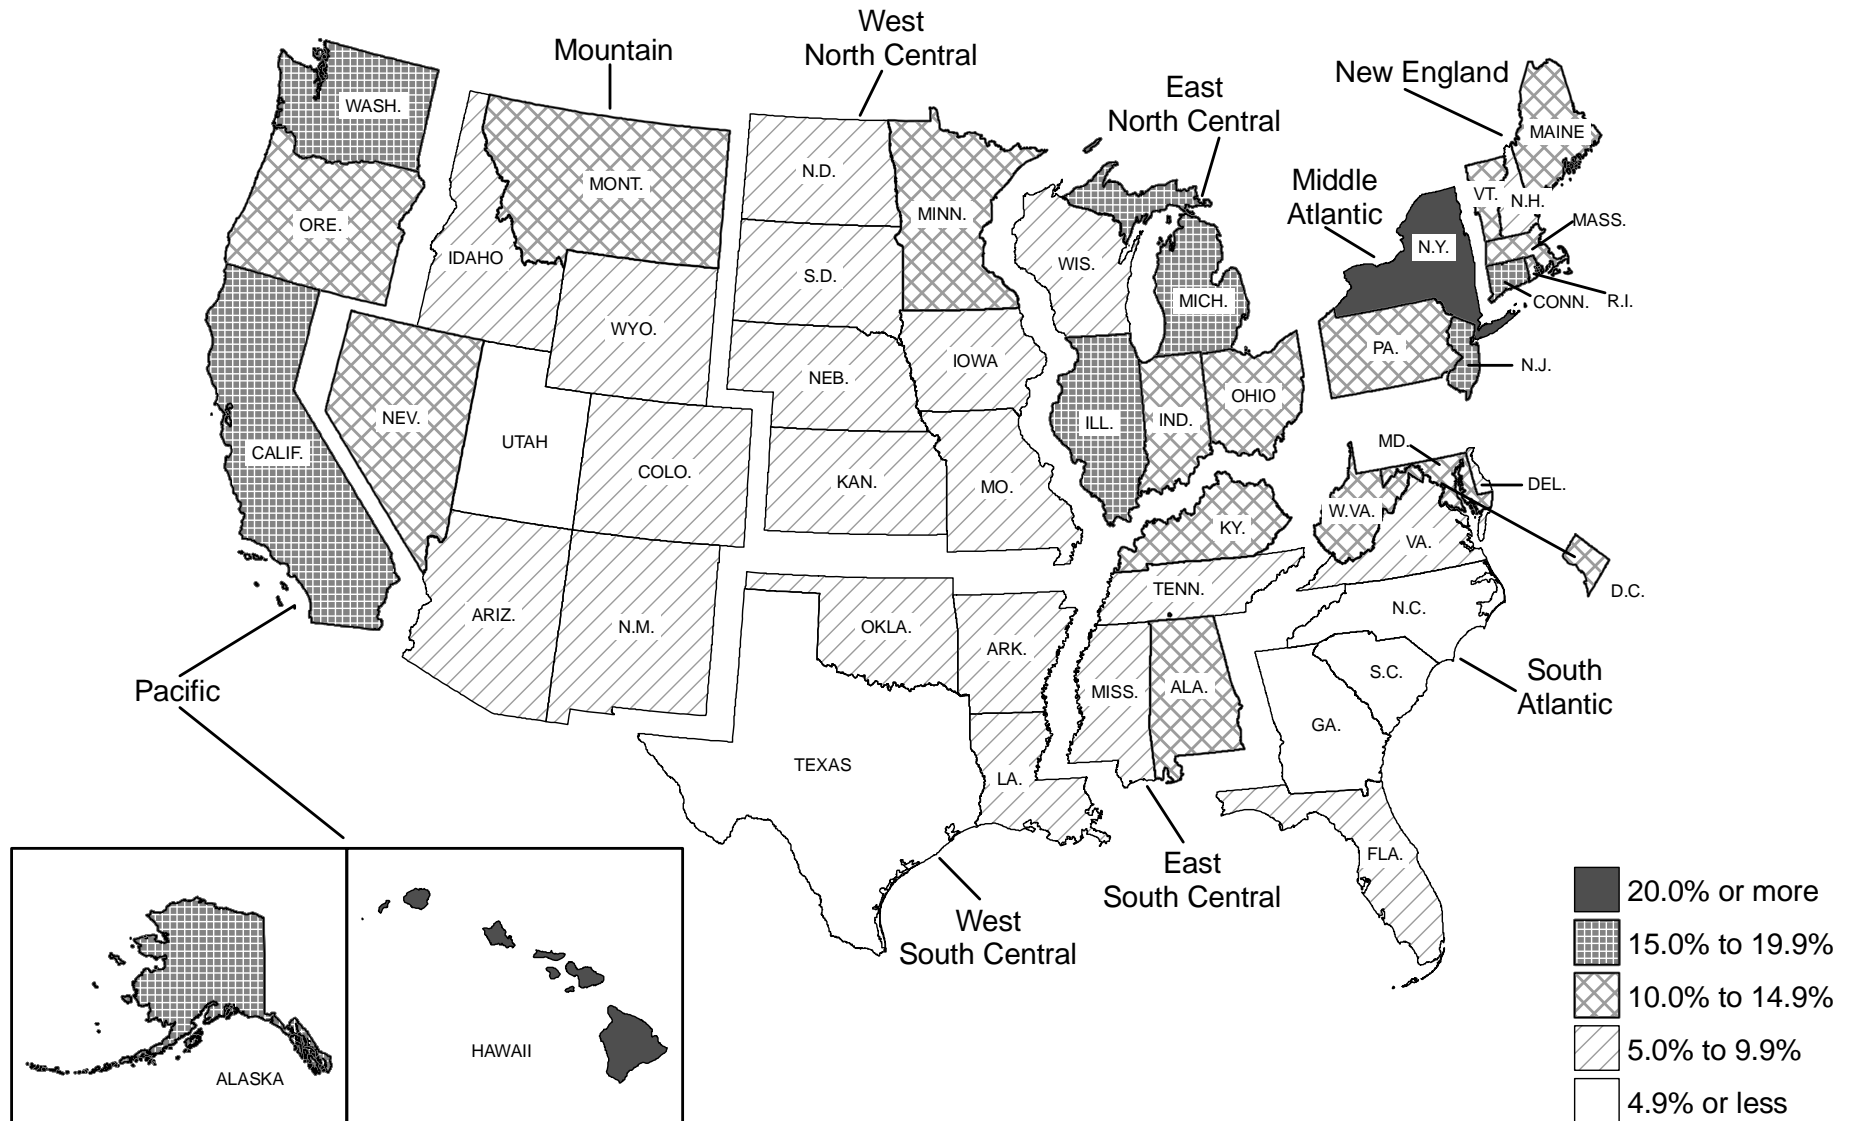 West
North Central
Mountain
New England
East
North Central
WASH.
MAINE
MONT.
N.D.
Middle
Atlantic
VT.
N.H.
MINN.
MASS.
ORE.
N.Y.
IDAHO
WIS.
S.D.
MICH.
CONN.
R.I.
WYO.
PA.
IOWA
N.J.
NEB.
OHIO
NEV.
ILL.
IND.
UTAH
MD.
CALIF.
COLO.
KAN.
MO.
DEL.
W.VA.
KY.
VA.
TENN.
D.C.
N.C.
ARIZ.
N.M.
OKLA.
ARK.
S.C.
South
Atlantic
Pacific
MISS.
ALA.
GA.
TEXAS
LA.
FLA.
East
South Central
West
South Central
20.0% or more
15.0% to 19.9%
10.0% to 14.9%
5.0% to 9.9%
4.9% or less
HAWAII
ALASKA